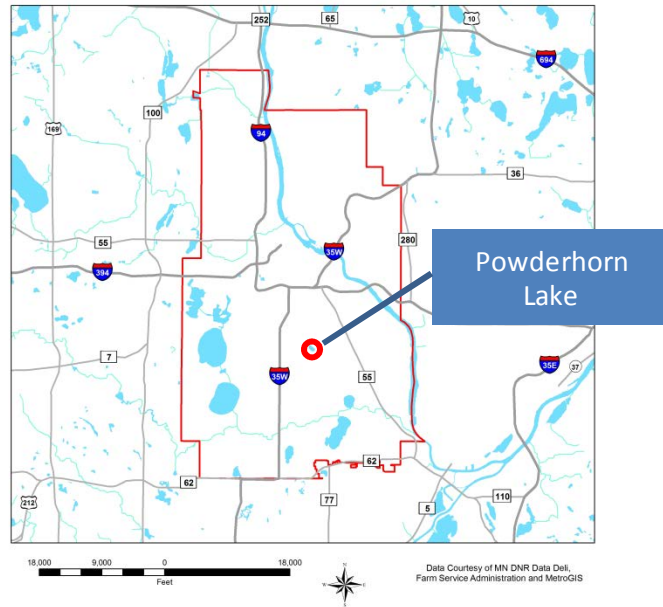 252
65
10
694
100
94
169
36
55
35W
280
394
Powderhorn
Lake
7
35W
55
35E
37
62
62
212
77
110
5
18,000 9,000 0 18,000
Feet
N
W E
S
Data Courtesy of MN DNR Data Deli,
Farm Service Administration and MetroGIS